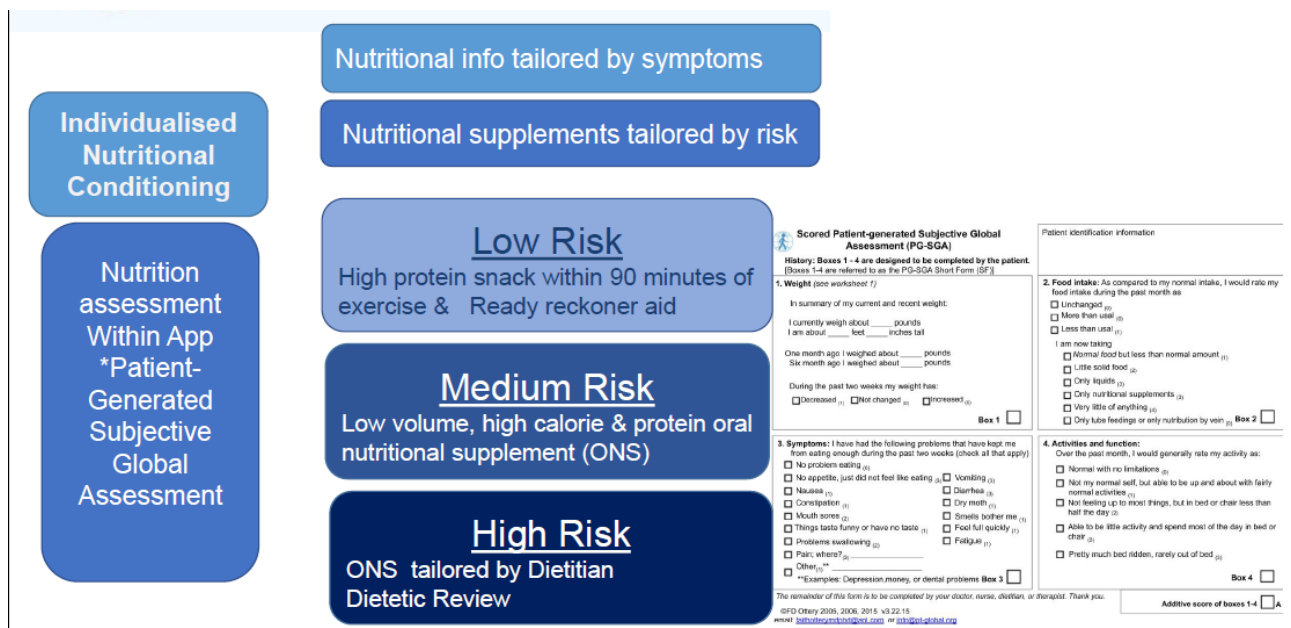 Nutritional info tailored by symptoms
Nutritional supplements tailored by risk
Individualised
Nutritional
Conditioning
Nutrition
assessment
Within App
*Patient-
Generated
Subjective
Global
Assessment
Low Risk
High protein snack within 90 minutes of
exercise & Ready reckoner aid
Medium Risk
Low volume, high calorie & protein oral
nutritional supplement (ONS)
High Risk
ONS tailored by Dietitian
Dietetic Review
Scored Patient-generated Subjective Global
Assessment (PG-SGA)
History: Boxes 1 - 4 are designed to be completed by the patient.
[Boxes 1-4 are referred to as the PG-SGA Short Form (SF)]
Patient identification information
1. Weight (see worksheet 1)
In summary of my current and recent weight:
I currently weigh about _____ pounds
I am about _____ feet _____ inches tall
One month ago I weighed about _____ pounds
Six month ago I weighed about _____ pounds
During the past two weeks my weight has:
Decreased (1) Not changed (0) Increased (0)
Box 1
2. Food intake: As compared to my normal intake, I would rate my
food intake during the past month as
Unchanged (0)
More than usal (0)
Less than usal (1)
I am now taking
Normal food but less than normal amount (1)
Little solid food (2)
Only liquids (3)
Only nutritional supplements (3)
Very little of anything (4)
Only tube feedings or only nutribution by vein (0) Box 2
3. Symptoms: I have had the following problems that have kept me
from eating enough during the past two weeks (check all that apply)
No problem eating (0)
No appetite, just did not feel like eating (3) Vomiting (3)
Nausea (1) Diarrhea (3)
Constipation (1) Dry moth (1)
Mouth sores (2) Smells bother me (1)
Things taste funny or have no taste (1) Feel full quickly (1)
Problems swallowing (2) Fatigue (1)
Pain; where? (3) _______________
Other (1)** _______________
**Examples: Depression,money, or dental problems Box 3
4. Activities and function:
Over the past month, I would generally rate my activity as:
Normal with no limitations (0)
Not my normal self, but able to be up and about with fairly
normal activities (1)
Not feeling up to most things, but in bed or chair less than
half the day (2)
Able to be little activity and spend most of the day in bed or
chair (3)
Pretty much bed ridden, rarely out of bed (3)
Box 4
The remainder of this form is to be completed by your doctor, nurse, dietitian, or therapist. Thank you.
Additive score of boxes 1-4 A
©FD Ottery 2005, 2006, 2015 v3.22.15
email: or info@pt-global.org